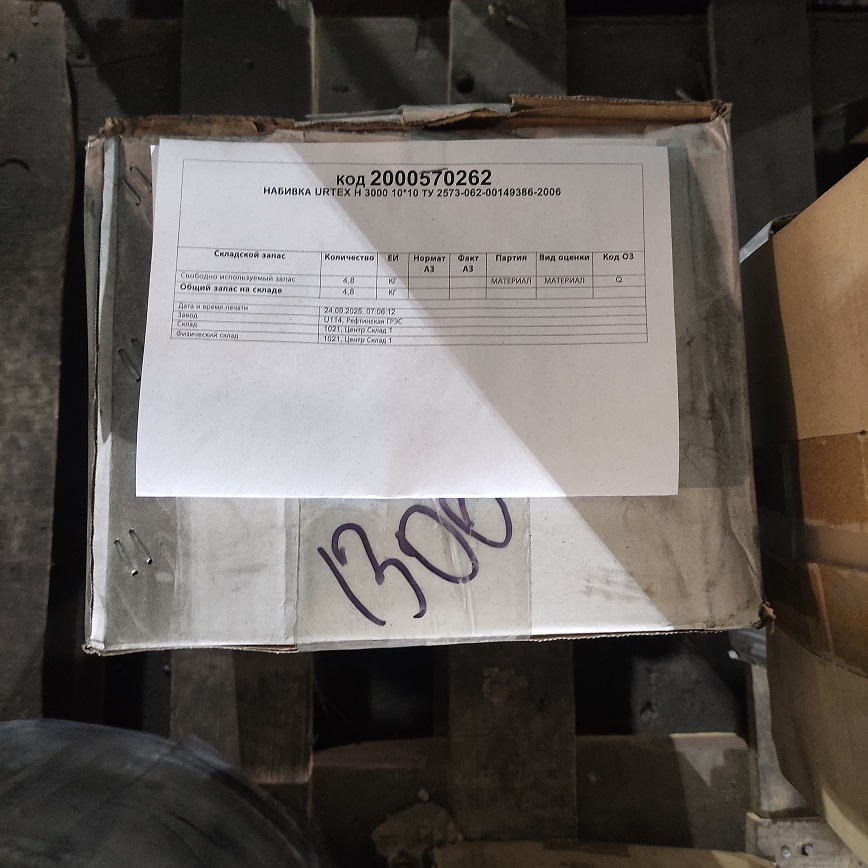 код 2000570262
НАБИВКА URTEX Н 3000 10*10 ТУ 2573-062-00149386-2006
Складской запас Количество ЕИ Нормат АЗ Факт АЗ Партия Вид оценки Код ОЗ
Свободно используемый запас 4,8 КГ МАТЕРИАЛ МАТЕРИАЛ Q
Общий запас на складе 4,8 КГ
Дата и время печати 24.09.2025, 07:06:12
Завод U114, Рефтинская ГРЭС
Склад 1021, Центр Склад 1
Физический склад 1021, Центр Склад 1
1300